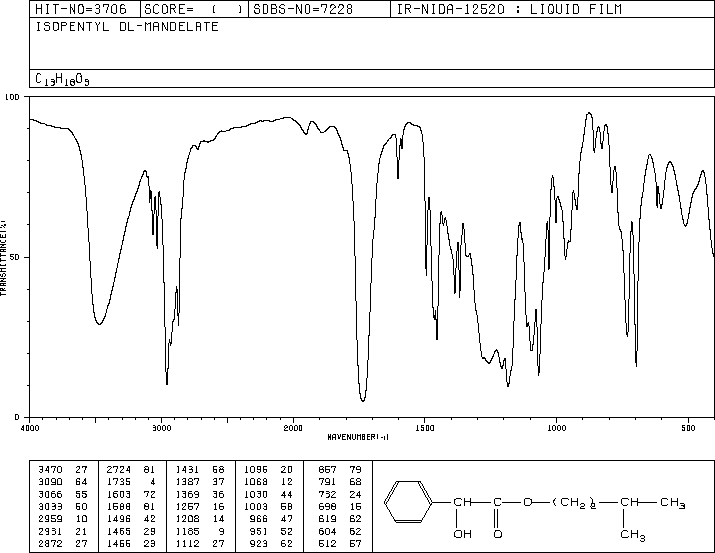 HIT-NO=3706 SCORE= ( ) SDBS-NO=7228 IR-NIDA-12520 : LIQUID FILM
ISOPENTYL DL-MANDELATE
C13H18O3
100
50
0
TRANSMITTANCE(%)
4000 3000 2000 1500 1000 500
WAVENUMBER(-1)
3470 27 2724 81 1431 68 1096 20 857 79
3090 64 1735 4 1387 37 1068 12 791 68
3066 55 1603 72 1369 36 1030 44 732 24
3033 50 1588 81 1257 16 1003 58 698 15
2959 10 1496 42 1208 14 966 47 619 62
2931 21 1465 29 1185 9 951 52 604 62
2872 27 1455 23 1112 27 923 62 512 57
CH—C—O—(CH2)2—CH—CH3
OH O CH3